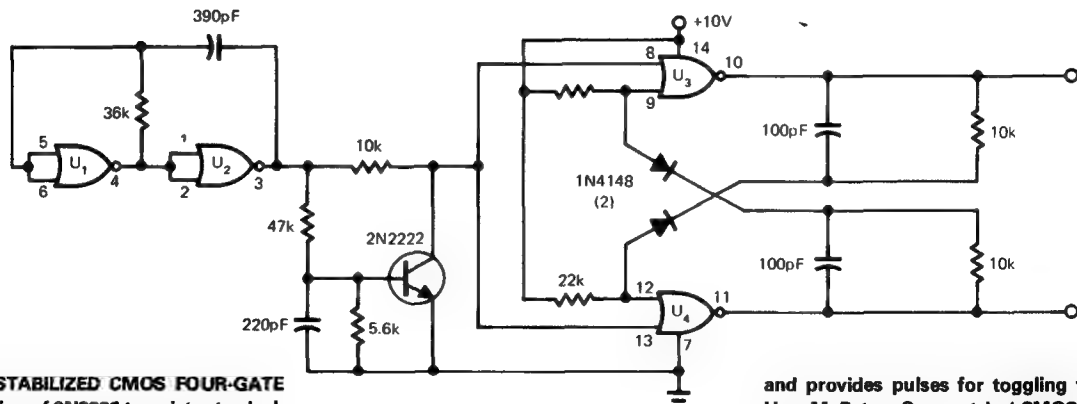 390pF
+10V
14
8
10
U3
9
36k
100pF
10k
5
1
10k
U1
U2
6
4
2
3
1N4148
(2)
47k
2N2222
22k
12
11
100pF
10k
U4
220pF
5.6k
13
7
STABILIZED CMOS FOUR-GATE
and provides pulses for toggling